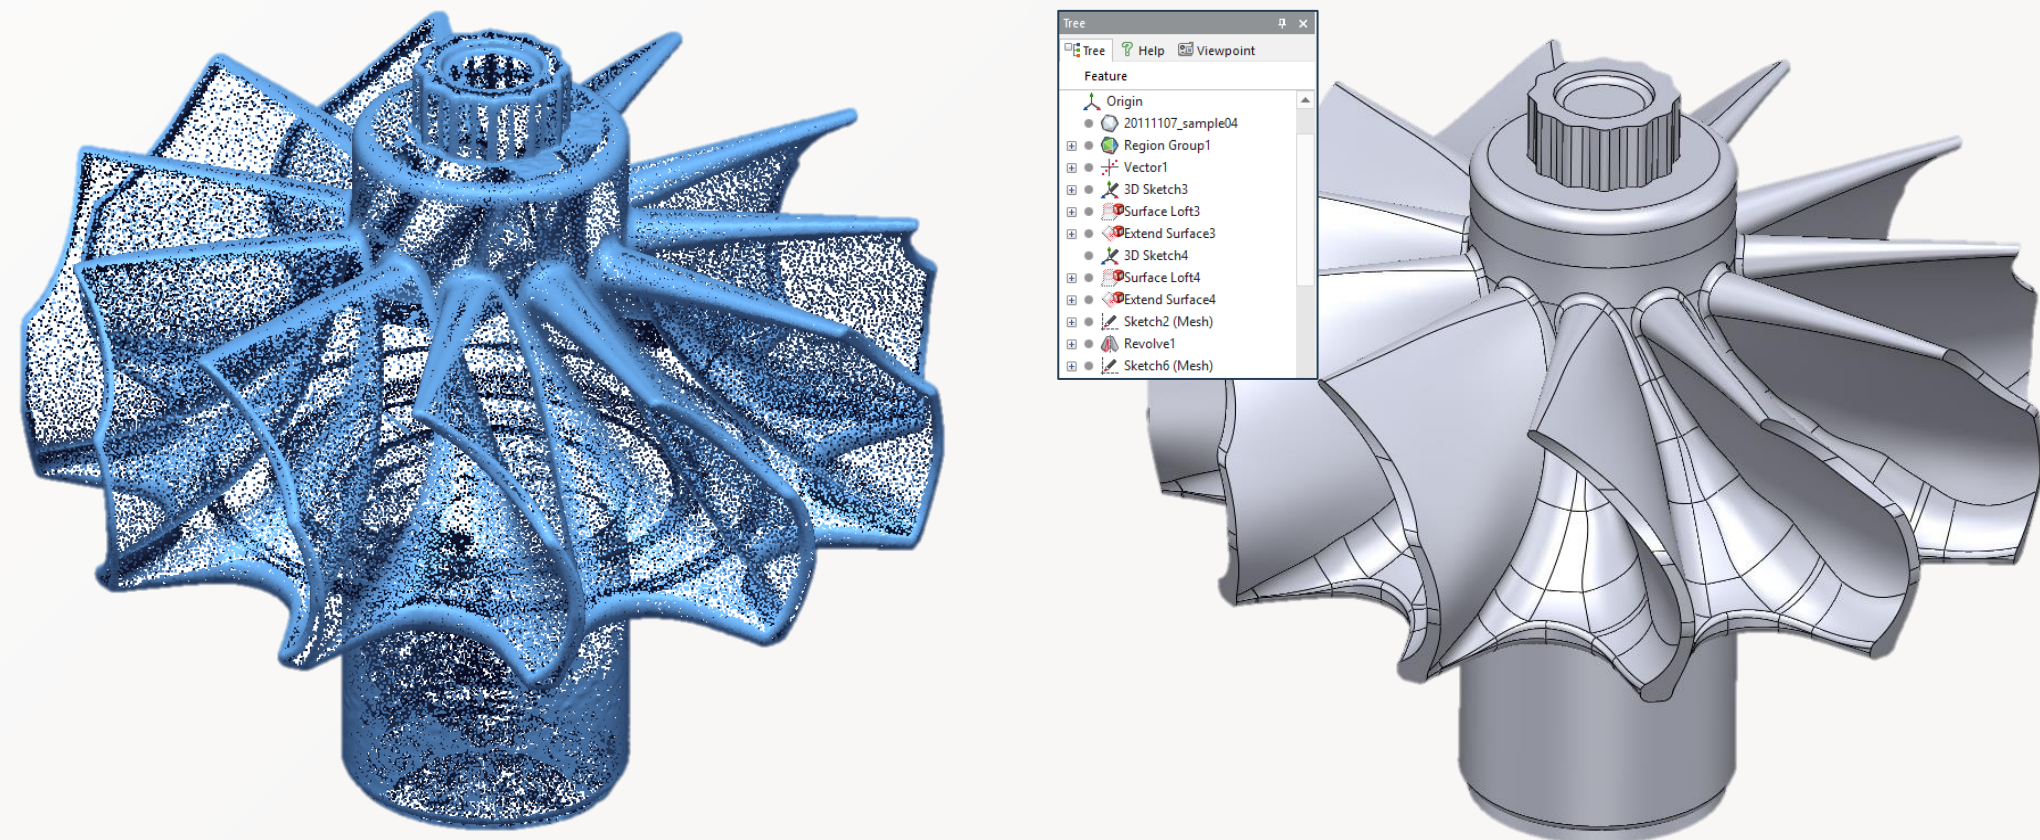 Tree
Tree Help Viewpoint
Feature
Origin
20111107_sample04
Region Group1
Vector1
3D Sketch3
Surface Loft3
Extend Surface3
3D Sketch4
Surface Loft4
Extend Surface4
Sketch2 (Mesh)
Revolve1
Sketch6 (Mesh)